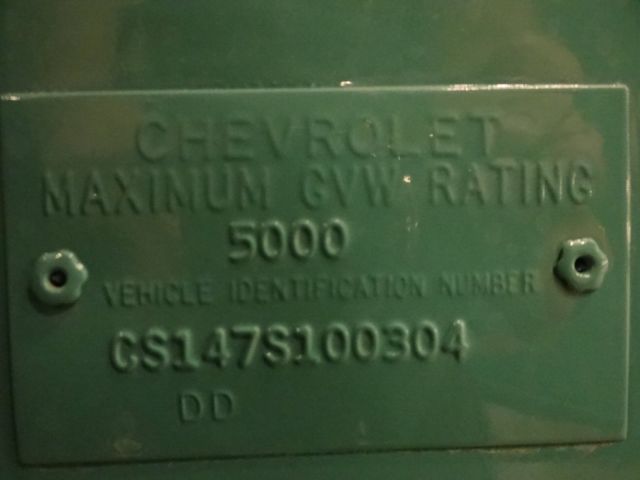 CHEVROLET
MAXIMUM GVW RATING
5000
VEHICLE IDENTIFICATION NUMBER
CS147S100304
DD